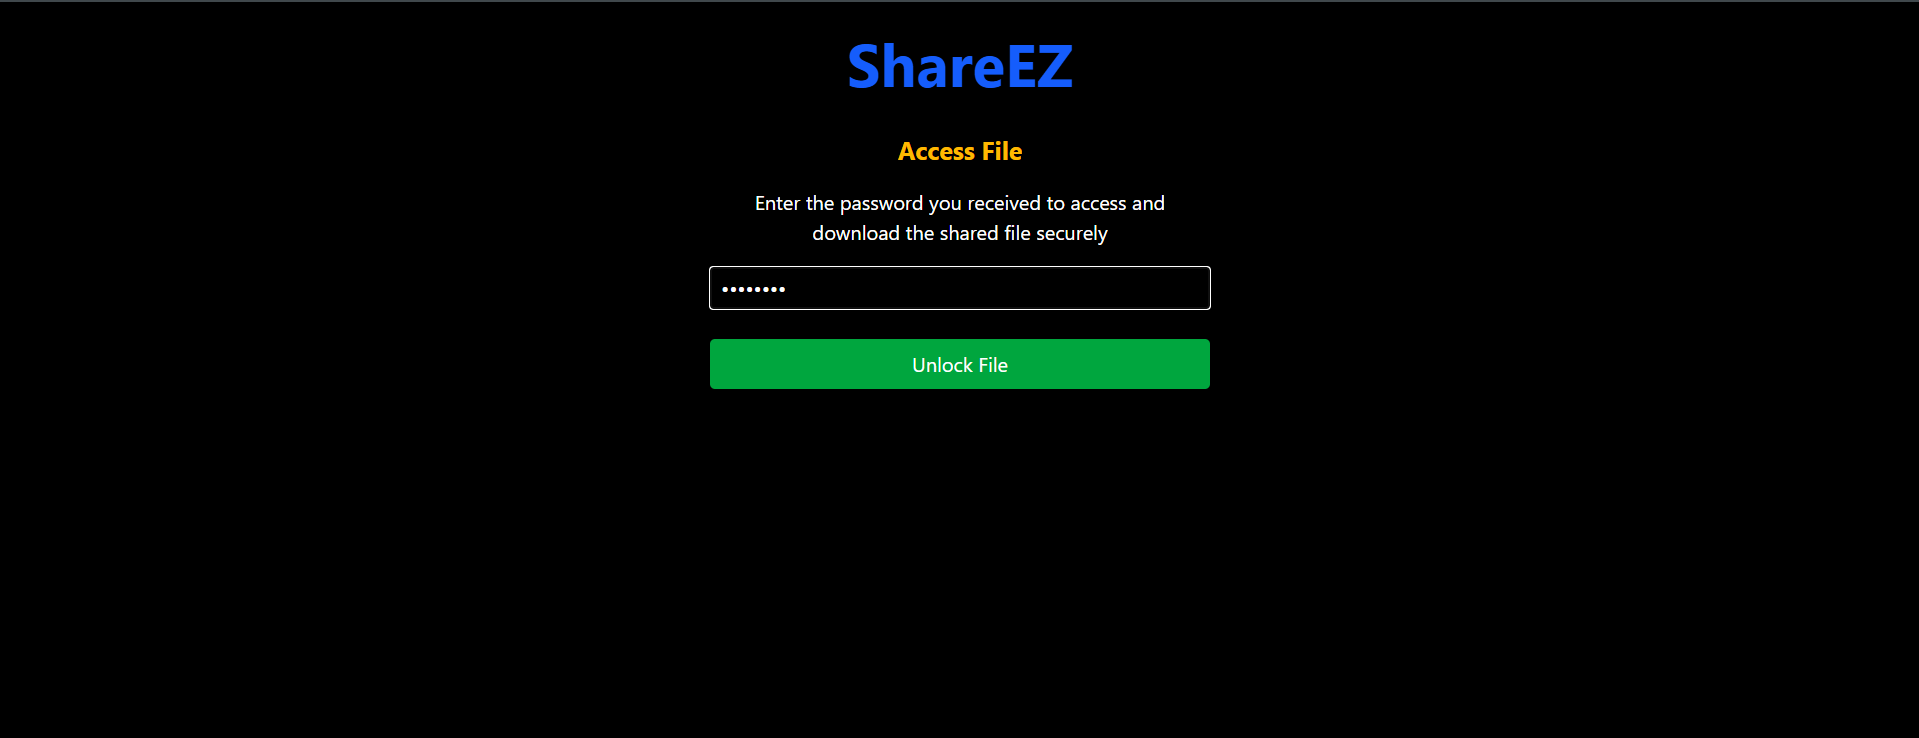 ShareEZ
Access File
Enter the password you received to access and
download the shared file securely
••••••••
Unlock File